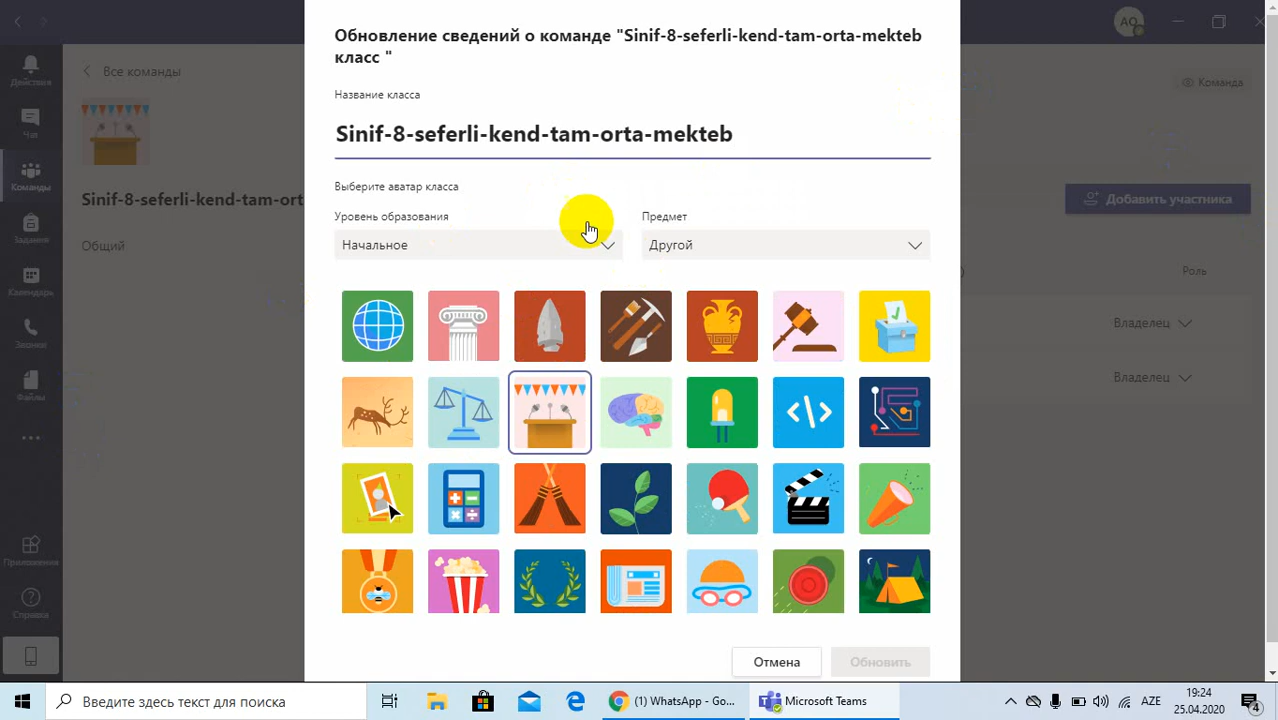 AO
Обновление сведений о команде "Sinif-8-seferli-kend-tam-orta-mekteb
класс "
Действия
Все команды
Команда
Название класса
Чат
Sinif-8-seferli-kend-tam-orta-mekteb
Команды
Выберите аватар класса
Sinif-8-seferli-kend-tam-ort
Добавить участника
Уровень образования
Предмет
Задания
Общий
Начальное
Другой
Роль
Календарь
Владелец
Звонки
Владелец
Файлы
Приложения
Справка
Отмена
Обновить
Введите здесь текст для поиска
(1) WhatsApp - Go...
Microsoft Teams
AZE
19:24
25.04.2020
4